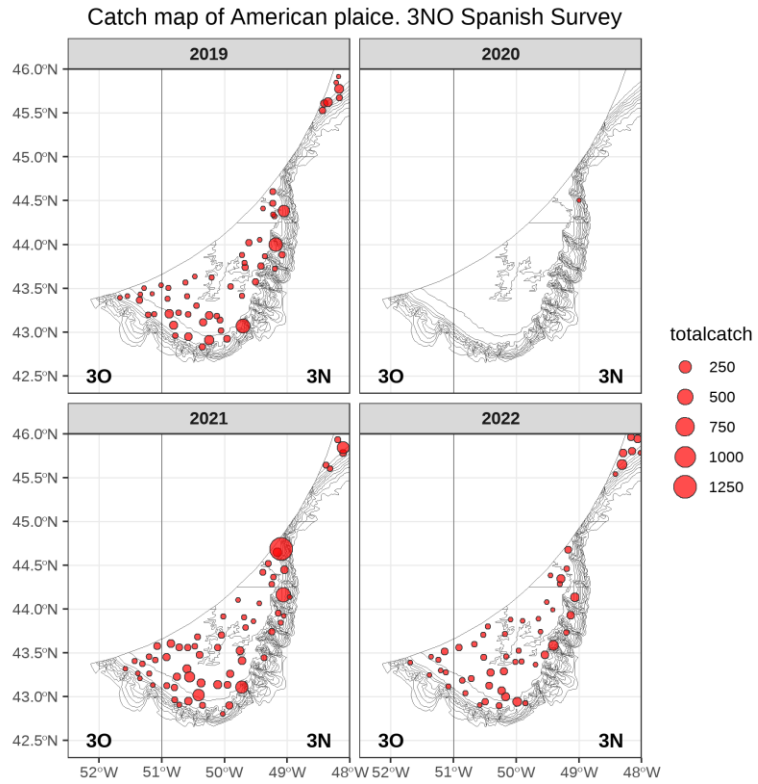 Catch map of American plaice. 3NO Spanish Survey
2019
2020
46.0°N
45.5°N
45.0°N
44.5°N
44.0°N
43.5°N
43.0°N
42.5°N
3O
3N
3O
3N
2021
2022
46.0°N
45.5°N
45.0°N
44.5°N
44.0°N
43.5°N
43.0°N
42.5°N
3O
3N
3O
3N
52°W 51°W 50°W 49°W 48°W 52°W 51°W 50°W 49°W 48°W
totalcatch
250
500
750
1000
1250